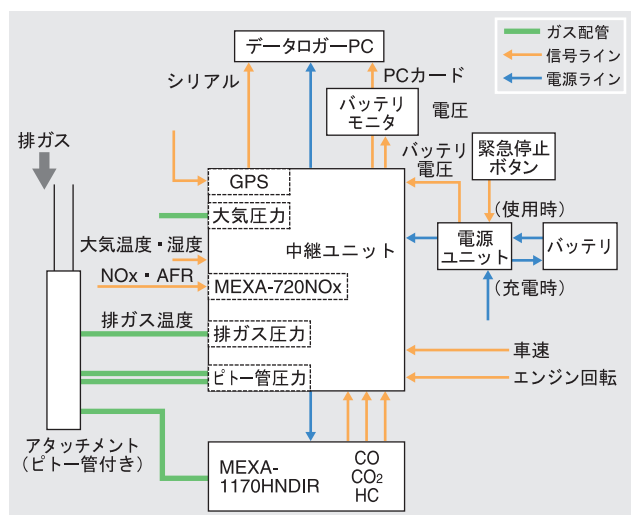 データロガーPC
ガス配管
信号ライン
電源ライン
シリアル
PCカード
バッテリ
モニタ
電圧
排ガス
バッテリ
電圧
緊急停止
ボタン
GPS
大気圧力
(使用時)
大気温度・湿度
中継ユニット
電源
ユニット
バッテリ
NOx・AFR
MEXA-720NOx
(充電時)
排ガス温度
排ガス圧力
車速
ピトー管圧力
エンジン回転
アタッチメント
(ピトー管付き)
MEXA-
1170HNDIR
CO
CO2
HC